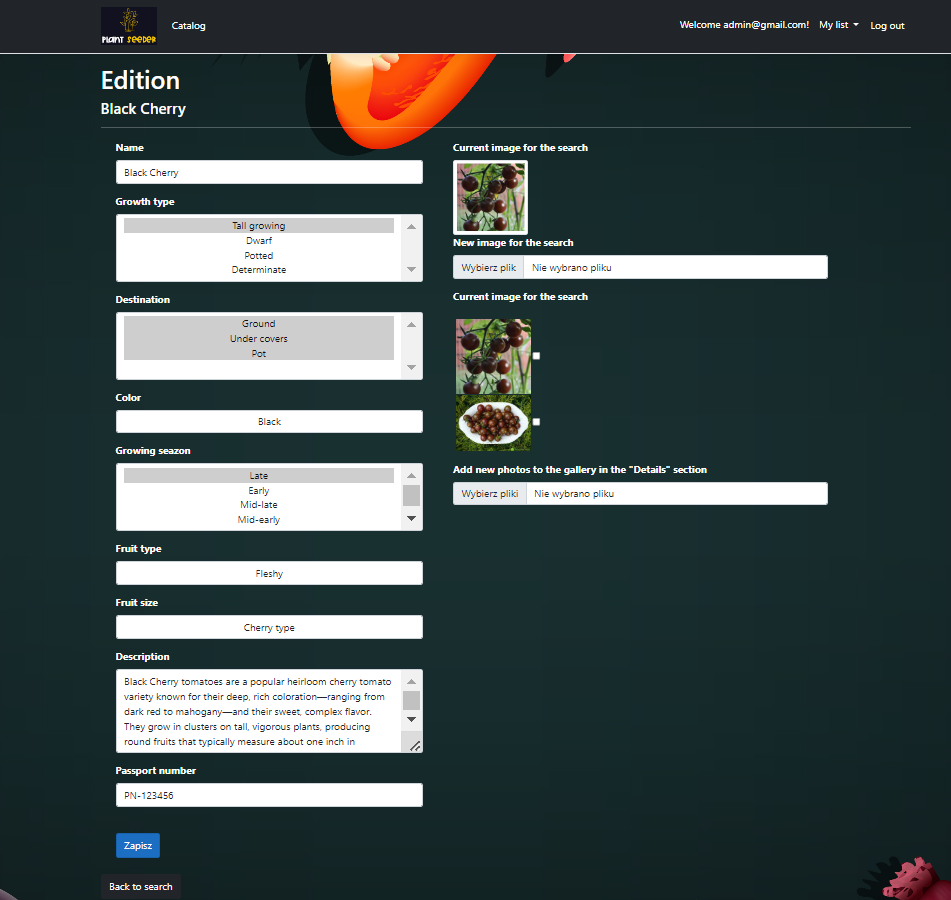 PLANT SEEDER
Catalog
Welcome admin@gmail.com!
My list
Log out
Edition
Black Cherry
Name
Black Cherry
Growth type
Tall growing
Dwarf
Potted
Determinate
Destination
Ground
Under covers
Pot
Color
Black
Growing seazon
Late
Early
Mid-late
Mid-early
Fruit type
Fleshy
Fruit size
Cherry type
Description
Black Cherry tomatoes are a popular heirloom cherry tomato
variety known for their deep, rich coloration—ranging from
dark red to mahogany—and their sweet, complex flavor.
They grow in clusters on tall, vigorous plants, producing
round fruits that typically measure about one inch in
Passport number
PN-123456
Zapisz
Back to search
Current image for the search
New image for the search
Wybierz plik Nie wybrano pliku
Current image for the search
Add new photos to the gallery in the "Details" section
Wybierz pliki Nie wybrano pliku